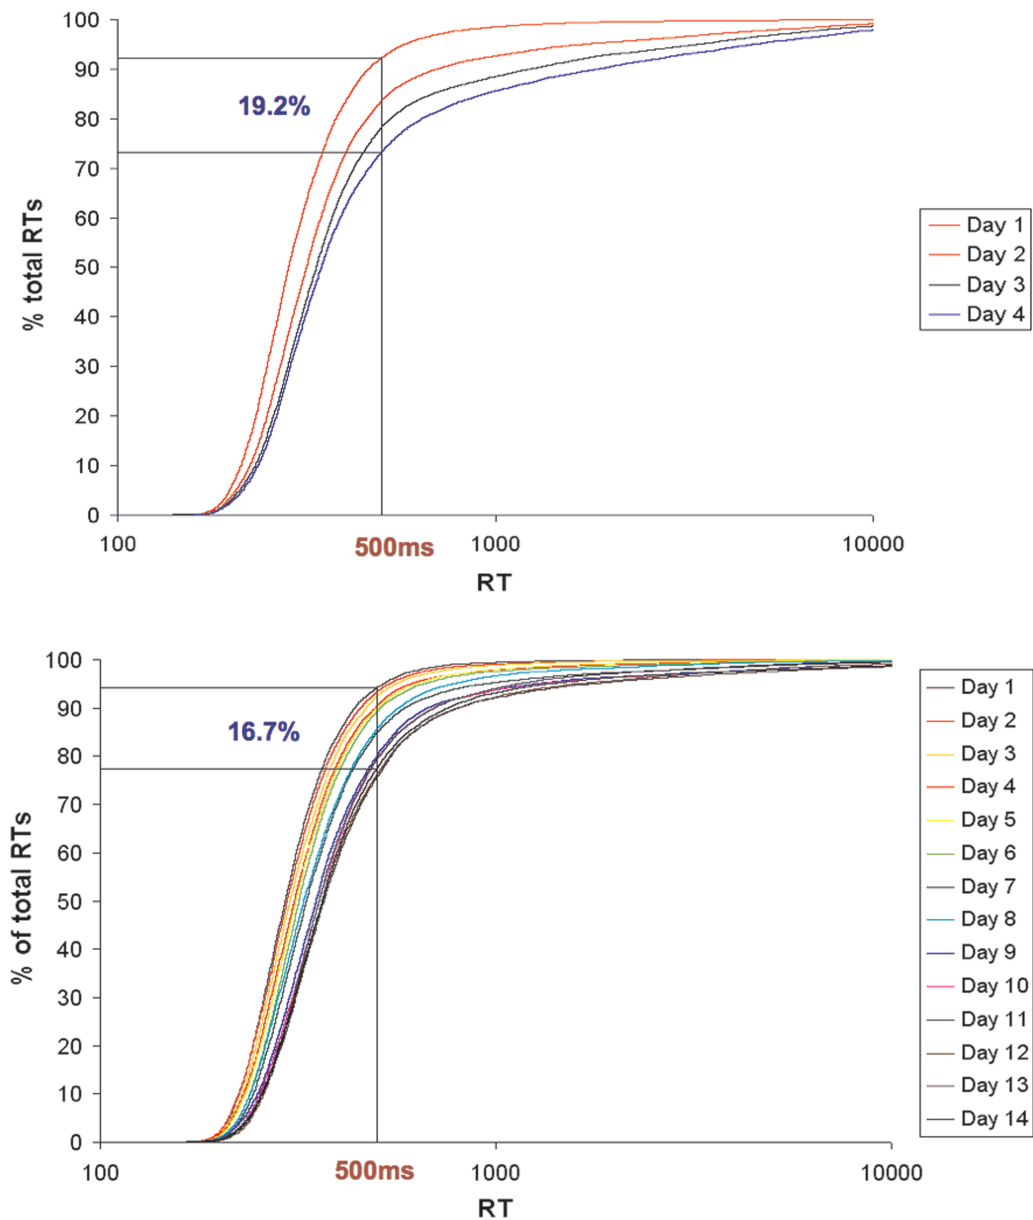 100
90
80
70
60
50
40
30
20
10
0
% total RTs
19.2%
100
500ms
1000
10000
RT
Day 1
Day 2
Day 3
Day 4
100
90
80
70
60
50
40
30
20
10
0
% of total RTs
16.7%
100
500ms
1000
10000
RT
Day 1
Day 2
Day 3
Day 4
Day 5
Day 6
Day 7
Day 8
Day 9
Day 10
Day 11
Day 12
Day 13
Day 14